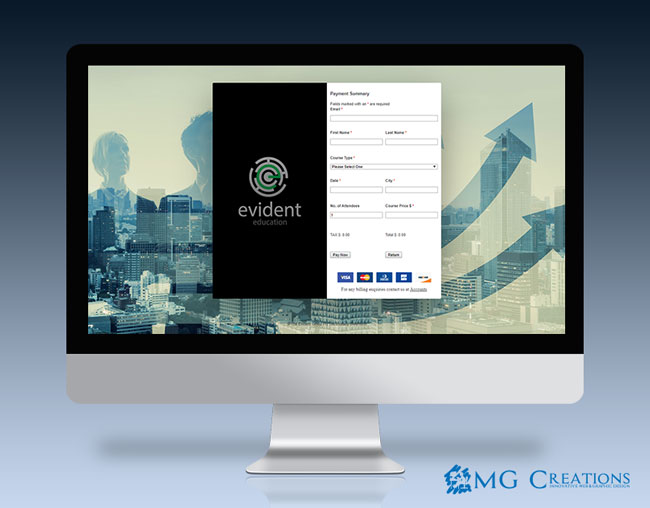 Payment Summary
Fields marked with an * are required
Email *
First Name * Last Name *
Course Type *
Please Select One
Date * City *
No. of Attendees Course Price $ *
TAX $ 0.00 Total $ 0.00
Pay Now Return
VISA
For any billing enquiries contact us at Accounts
evident
education
MG Creations
Innovative Web & Graphic Design